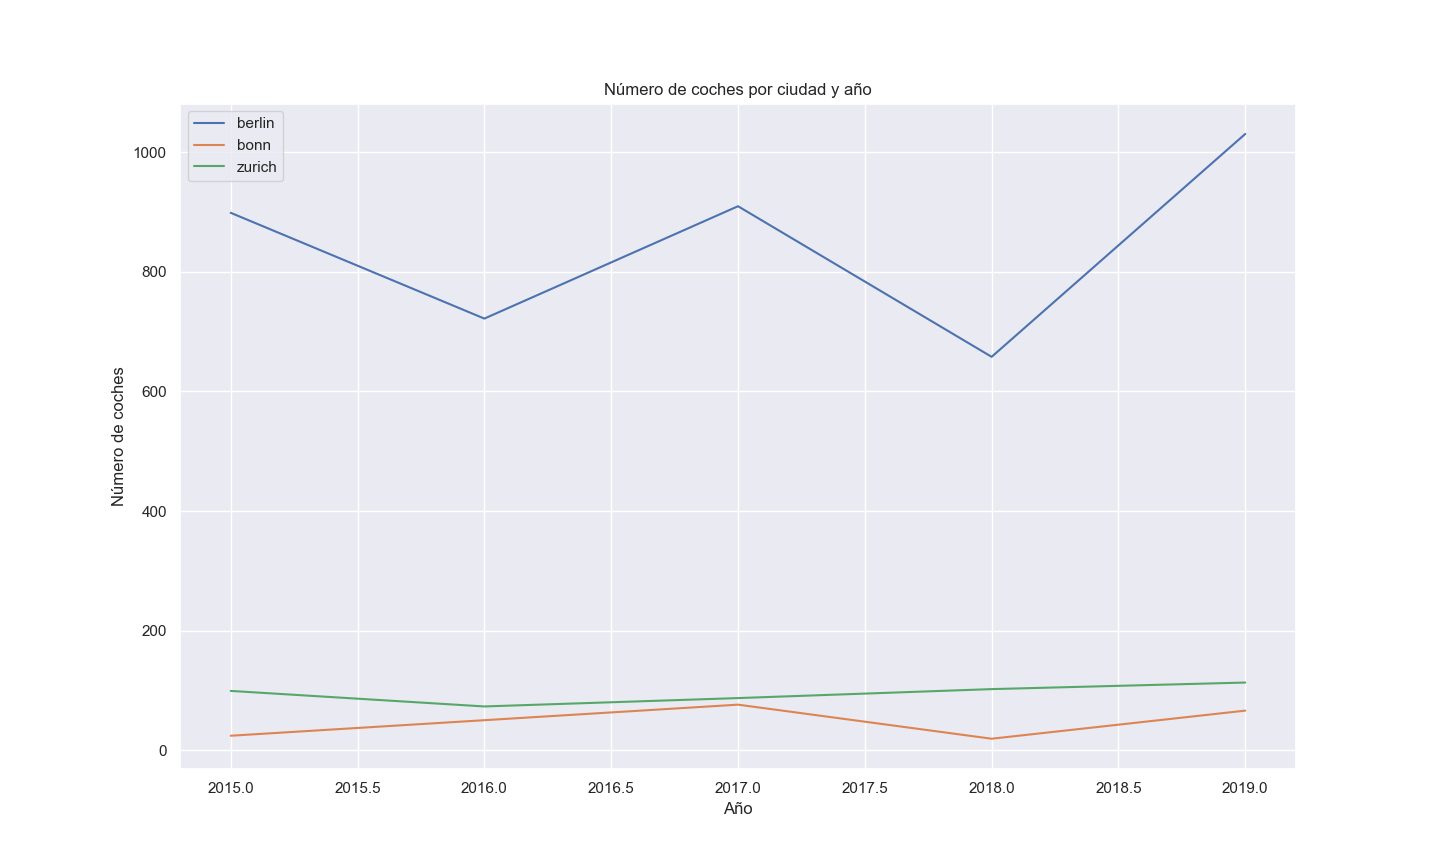 Número de coches por ciudad y año
berlin
bonn
zurich
1000
800
600
400
200
0
Número de coches
2015.0 2015.5 2016.0 2016.5 2017.0 2017.5 2018.0 2018.5 2019.0
Año